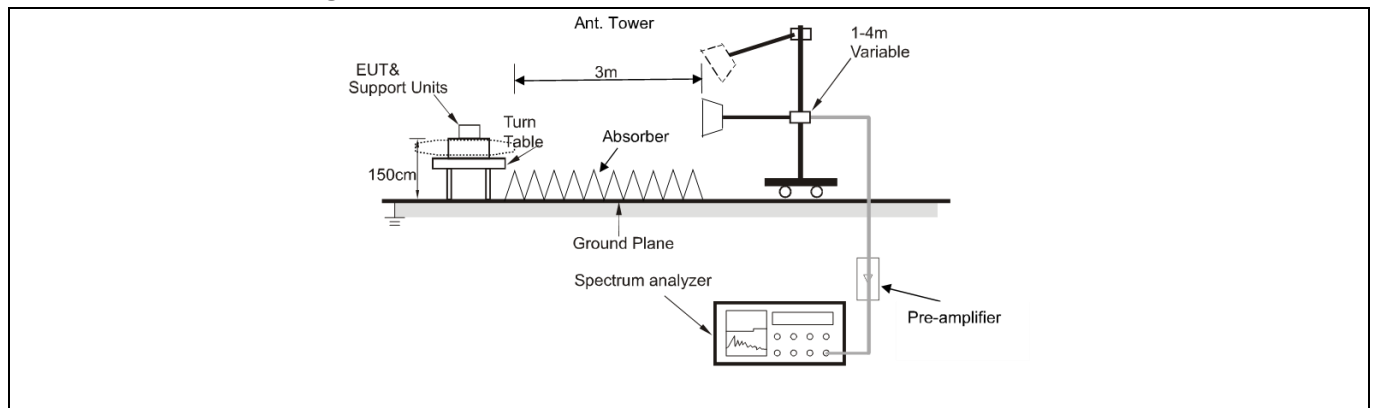 Ant. Tower
1-4m
Variable
3m
EUT&
Support Units
Turn
Table
Absorber
150cm
Ground Plane
Spectrum analyzer
Pre-amplifier